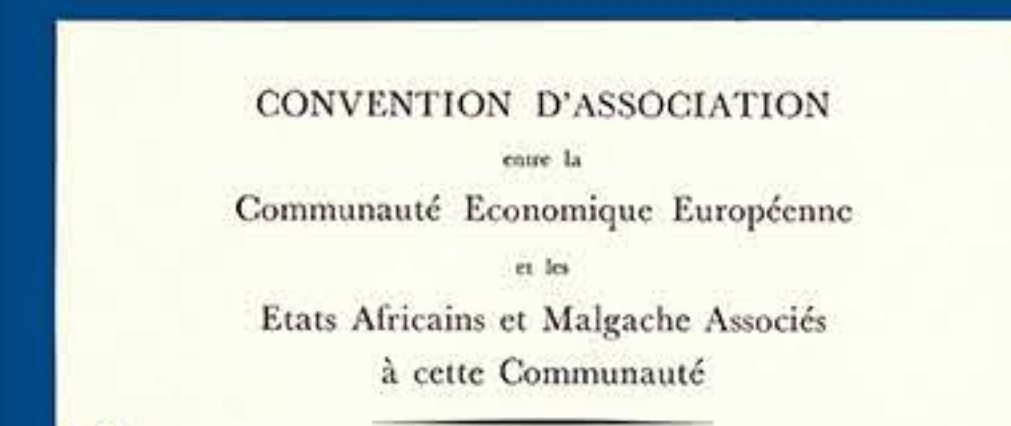 CONVENTION D'ASSOCIATION
entre la
Communauté Economique Européenne
et les
Etats Africains et Malgache Associés
à cette Communauté